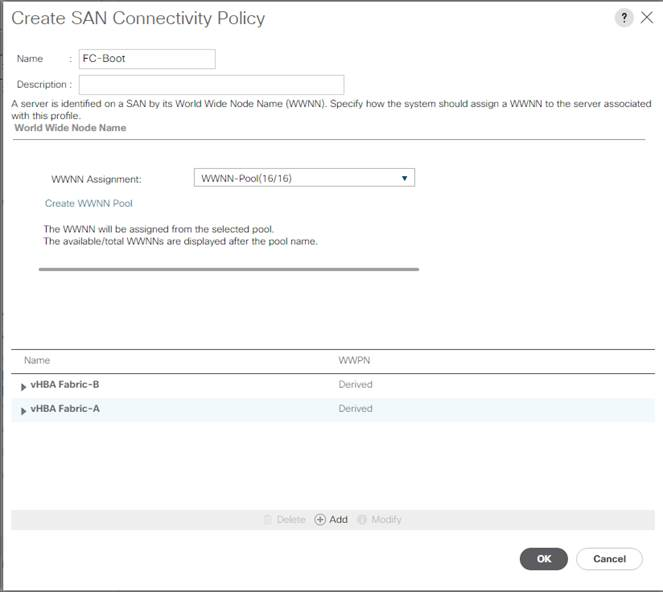 Create SAN Connectivity Policy
? ×
Name : FC-Boot
Description :
A server is identified on a SAN by its World Wide Node Name (WWNN). Specify how the system should assign a WWNN to the server associated
with this profile.
World Wide Node Name
WWNN Assignment: WWNN-Pool(16/16)
Create WWNN Pool
The WWNN will be assigned from the selected pool.
The available/total WWNNs are displayed after the pool name.
Name WWPN
vHBA Fabric-B Derived
vHBA Fabric-A Derived
Delete Add Modify
OK Cancel